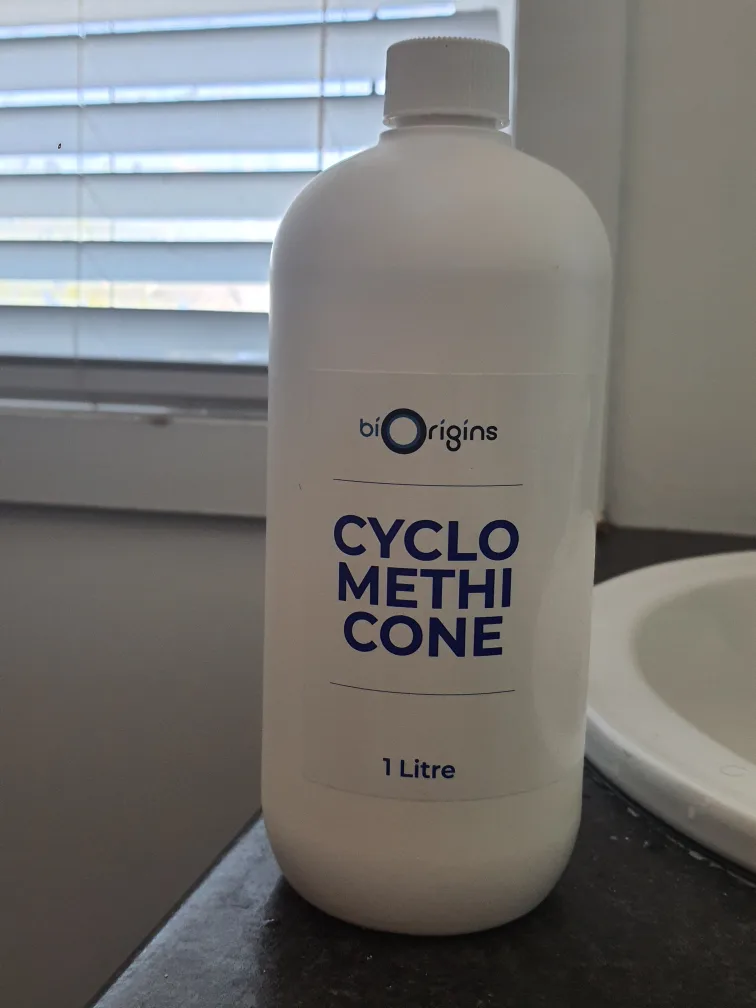 biOrigins
CYCLO
METHI
CONE
1 Litre